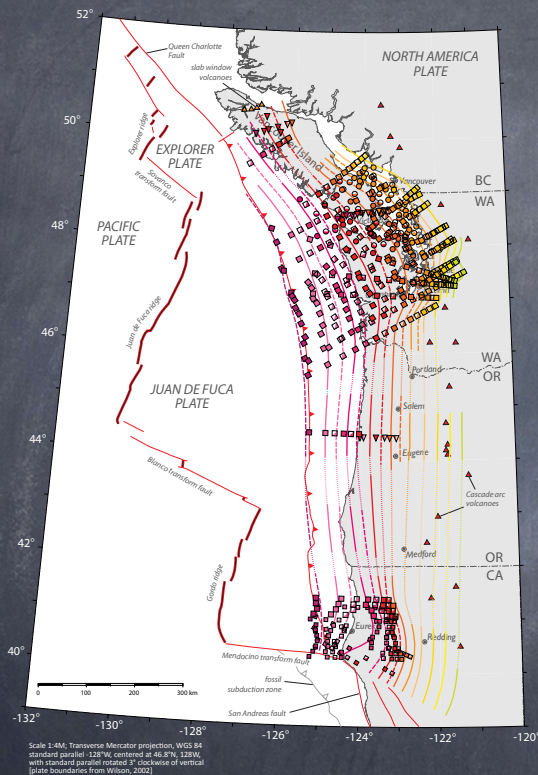 52°
Queen Charlotte
Fault
slab window
volcanoes
NORTH AMERICA
PLATE
50°
Explorer ridge
EXPLORER
PLATE
Island
Sovanco
transform fault
Vancouver
BC
WA
48°
PACIFIC
PLATE
Juan de Fuca ridge
46°
WA
OR
Portland
JUAN DE FUCA
PLATE
Salem
44°
Eugene
Blanco transform fault
Cascade arc
volcanoes
42°
Medford
OR
CA
Gorda ridge
Eure
Redding
40°
Mendocino transform fault
fossil
subduction zone
San Andreas fault
0 100 200 300 km
-132° -130° -128° -126° -124° -122° -120°
Scale 1:4M; Transverse Mercator projection, WGS 84
standard parallel -128°W, centered at 46.8°N, 128W,
with standard parallel rotated 3° clockwise of vertical
[plate boundaries from Wilson, 2002]